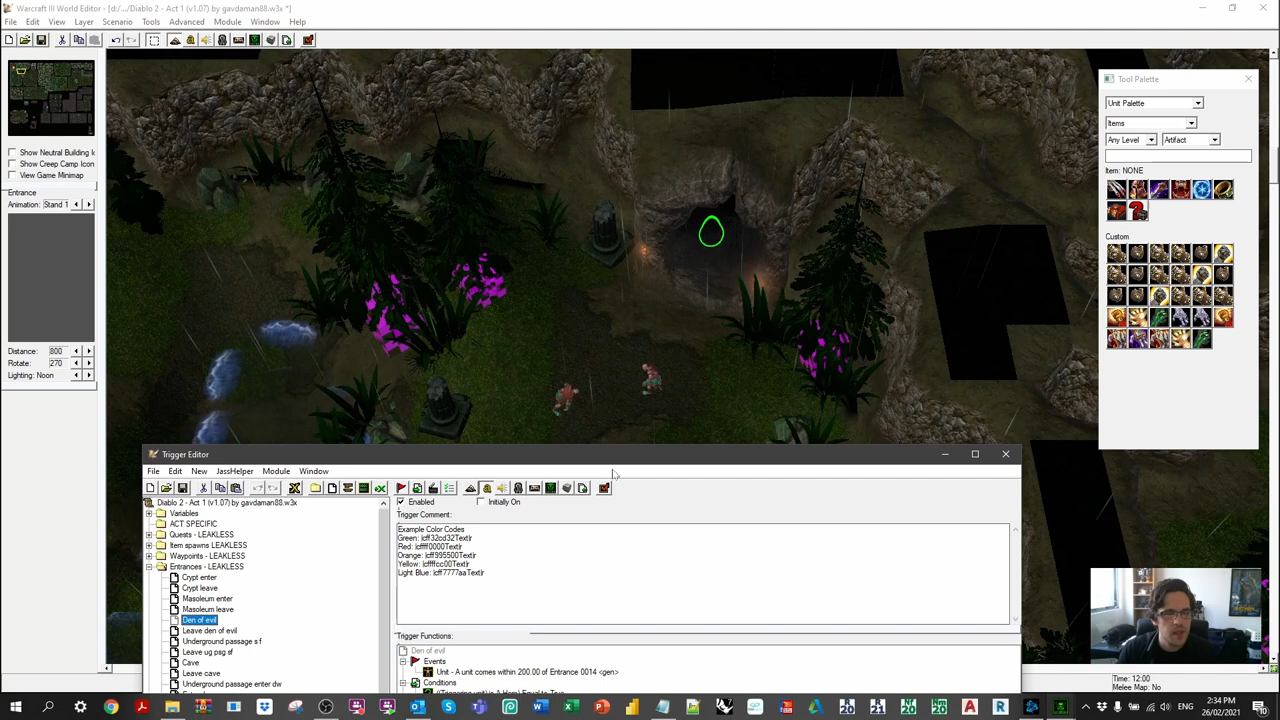 Warcraft III World Editor - [d:/.../Diablo 2 - Act 1 (v1.07) by gavdaman88.w3x *]
File Edit View Layer Scenario Tools Advanced Module Window Help
Show Neutral Building I
Show Creep Camp Icon
View Game Minimap
Entrance
Animation: Stand 1
Distance: 800
Rotate: 270
Lighting: Noon
Tool Palette
Unit Palette
Items
Any Level Artifact
Item: NONE
Custom
Trigger Editor
File Edit New JassHelper Module Window
Diablo 2 - Act 1 (v1.07) by gavdaman88.w3x
Variables
ACT SPECIFIC
Quests - LEAKLESS
Item spawns LEAKLESS
Waypoints - LEAKLESS
Entrances - LEAKLESS
Crypt enter
Crypt leave
Masoleum enter
Masoleum leave
Den of evil
Leave den of evil
Underground passage s f
Leave ug psg sf
Cave
Leave cave
Underground passage enter dw
Enabled Initially On
Trigger Comment:
Example Color Codes
Green: |cff32cd32Text|r
Red: |cffff0000Text|r
Orange: |cff995500Text|r
Yellow: |cffffcc00Text|r
Light Blue: |cff7777aaText|r
Trigger Functions:
Den of evil
Events
Unit - A unit comes within 200.00 of Entrance 0014 <gen>
Conditions
((Triggering unit) is A Hero) Equal to True
Time: 12:00
Melee Map: No
ENG
2:34 PM
26/02/2021